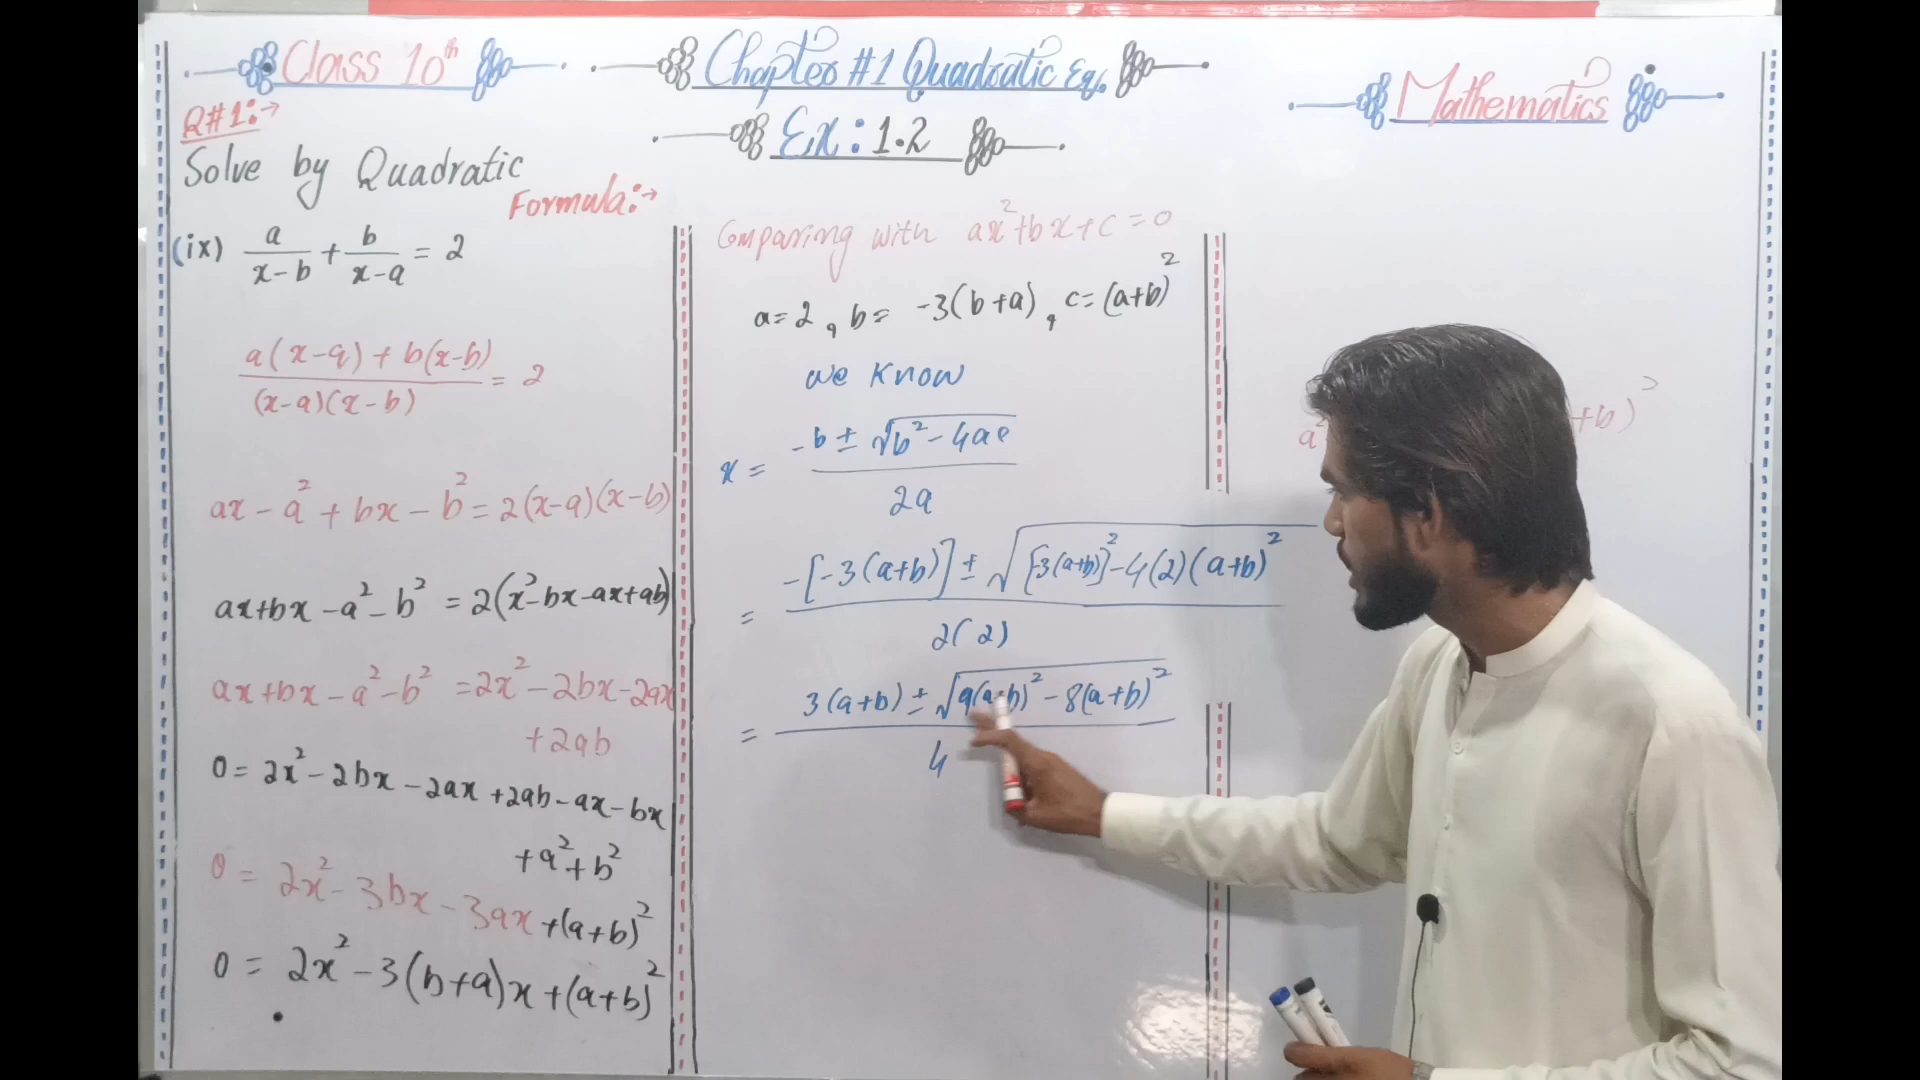 Class 10th
Chapter #1 Quadratic Eq.
Mathematics
Ex: 1.2
Q#1:→
Solve by Quadratic
Formula:→
(ix) a/(x-b) + b/(x-a) = 2
(a(x-a) + b(x-b))/((x-a)(x-b)) = 2
ax - a² + bx - b² = 2(x-a)(x-b)
ax+bx - a² - b² = 2(x²-bx-ax+ab)
ax+bx - a² - b² = 2x² - 2bx - 2ax
+2ab
0 = 2x² - 2bx - 2ax + 2ab - ax - bx
+a²+b²
0 = 2x² - 3bx - 3ax + (a+b)²
0 = 2x² - 3(b+a)x + (a+b)²
Comparing with ax²+bx+c=0
a=2, b= -3(b+a), c=(a+b)²
we know
x = (-b ± √(b² - 4ac))/2a
= (-[-3(a+b)] ± √([-3(a+b)]² - 4(2)(a+b)²))/2(2)
= (3(a+b) ± √(9(a+b)² - 8(a+b)²))/4
a²
+b)²